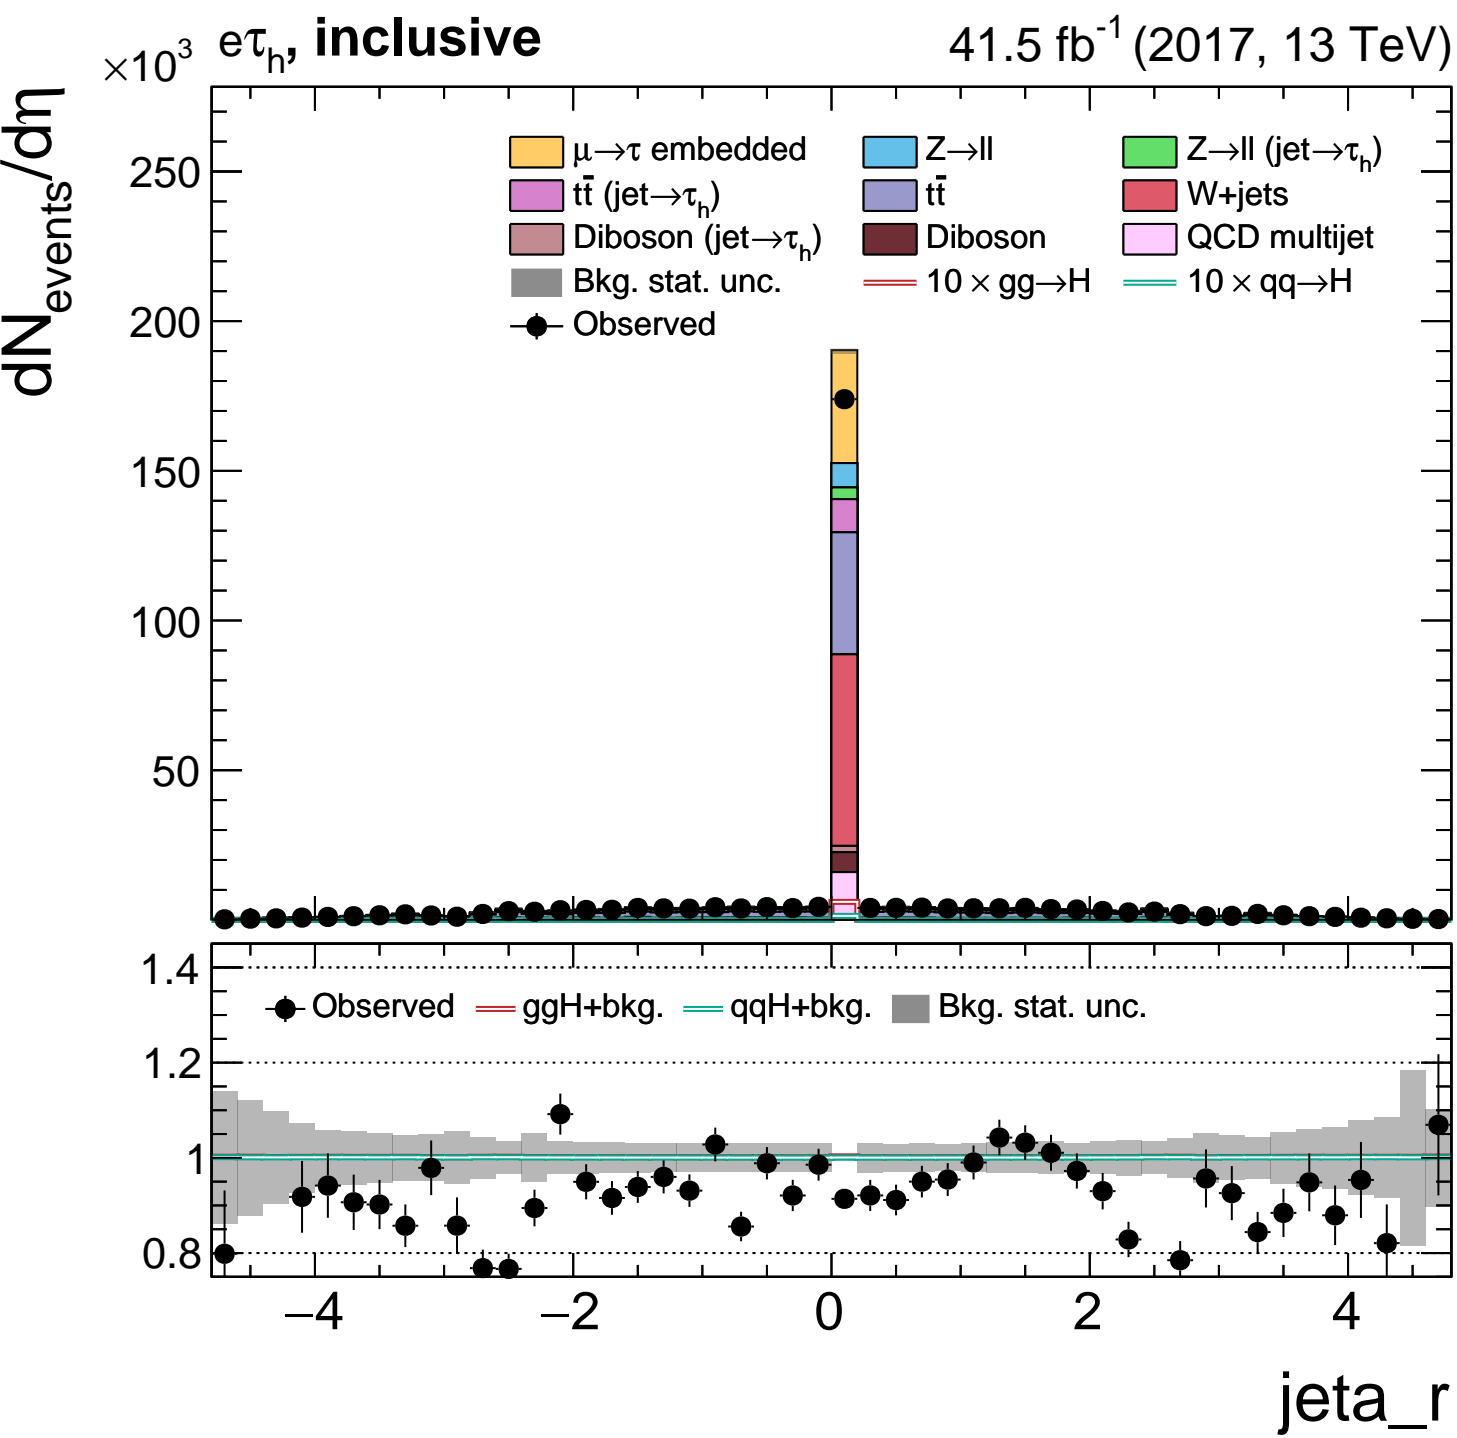 ×10³ eτₕ, inclusive 41.5 fb⁻¹ (2017, 13 TeV)
dN_events/dη
μ→τ embedded Z→ll Z→ll (jet→τₕ)
tt̄ (jet→τₕ) tt̄ W+jets
Diboson (jet→τₕ) Diboson QCD multijet
Bkg. stat. unc. 10 × gg→H 10 × qq→H
Observed
250
200
150
100
50
1.4
Observed ggH+bkg. qqH+bkg. Bkg. stat. unc.
1.2
1
0.8
−4 −2 0 2 4
jeta_r